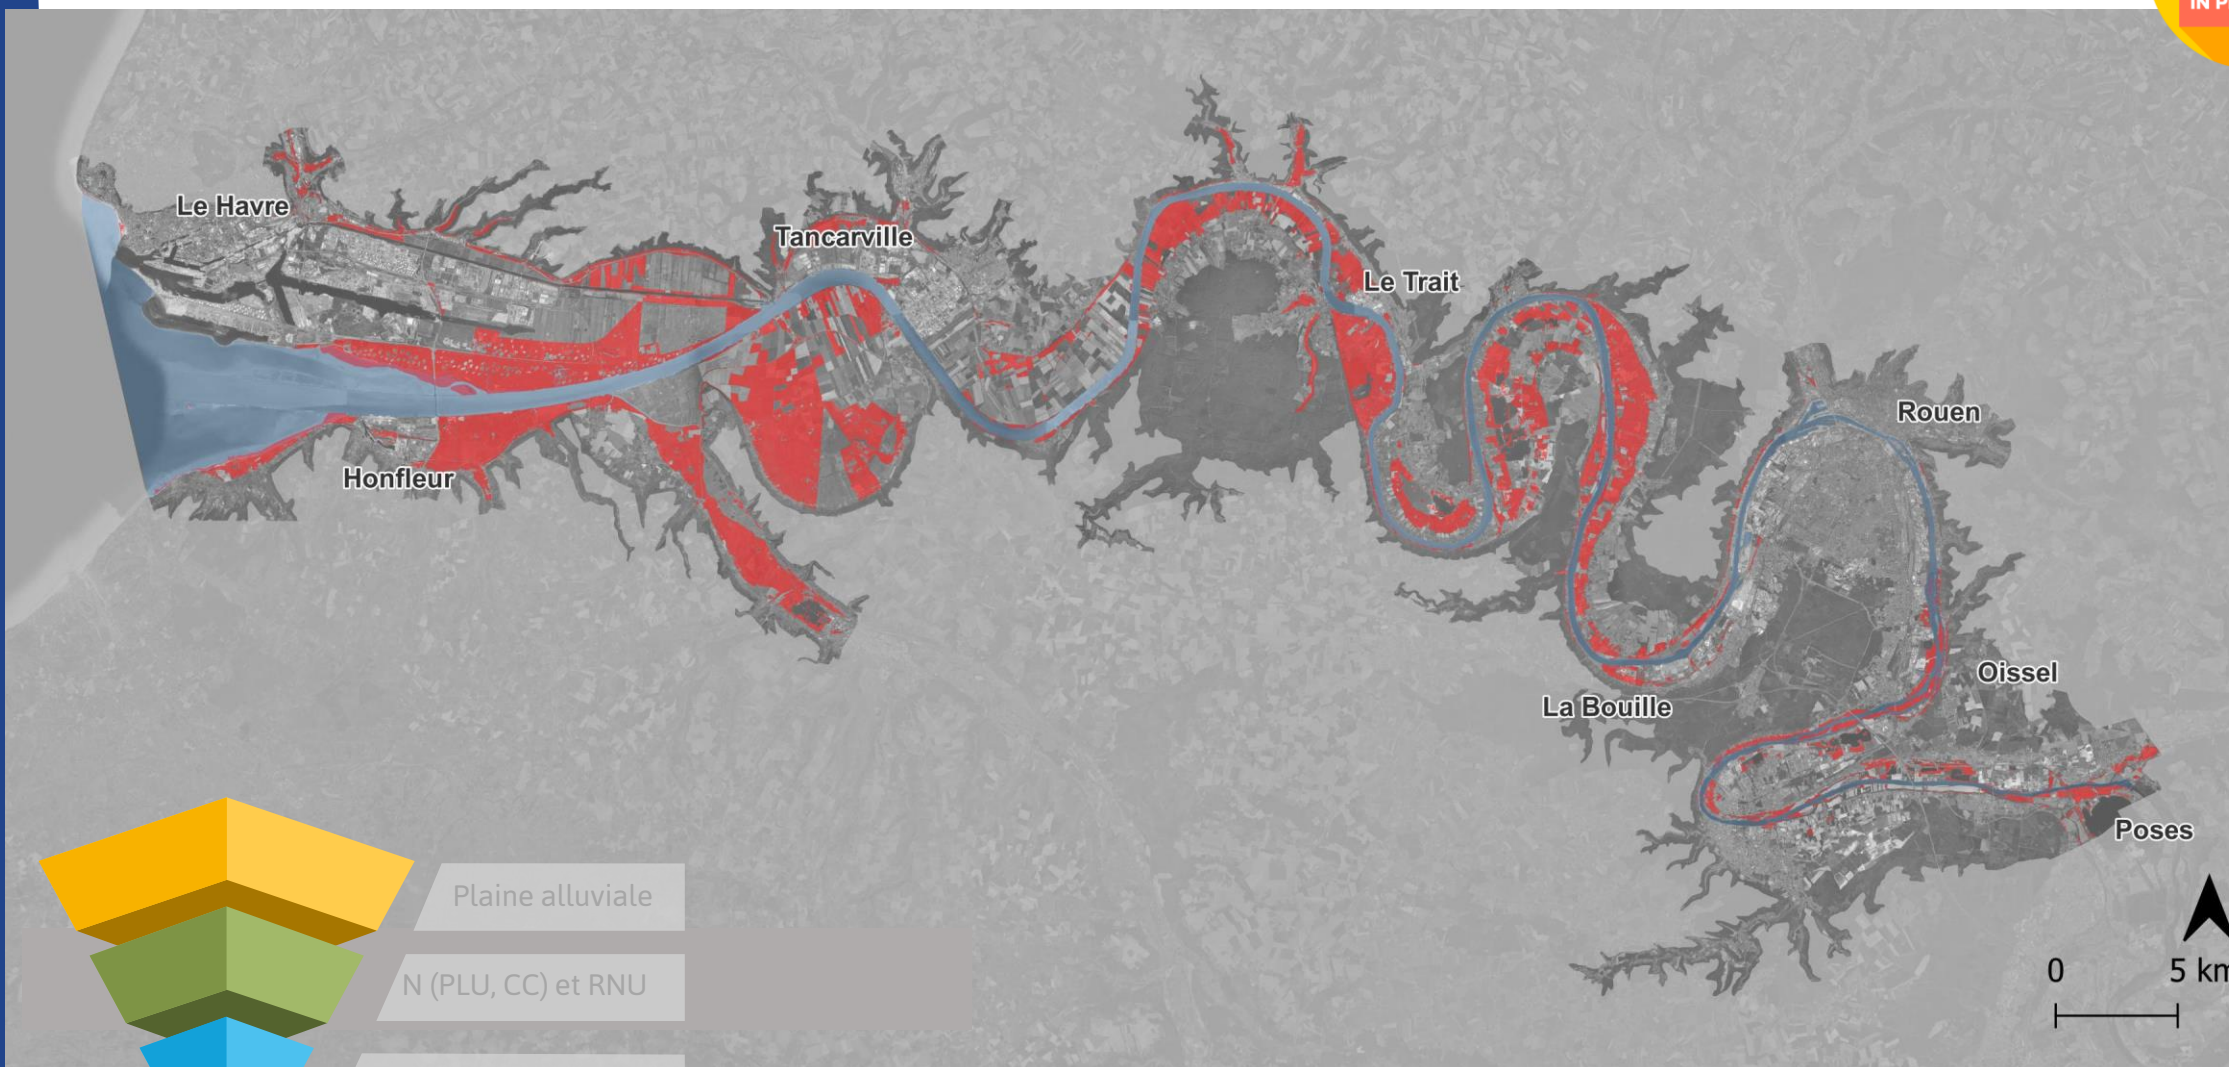 IN P
Le Havre
Tancarville
Le Trait
Rouen
Honfleur
Oissel
La Bouille
Poses
Plaine alluviale
N (PLU, CC) et RNU
0 5 km